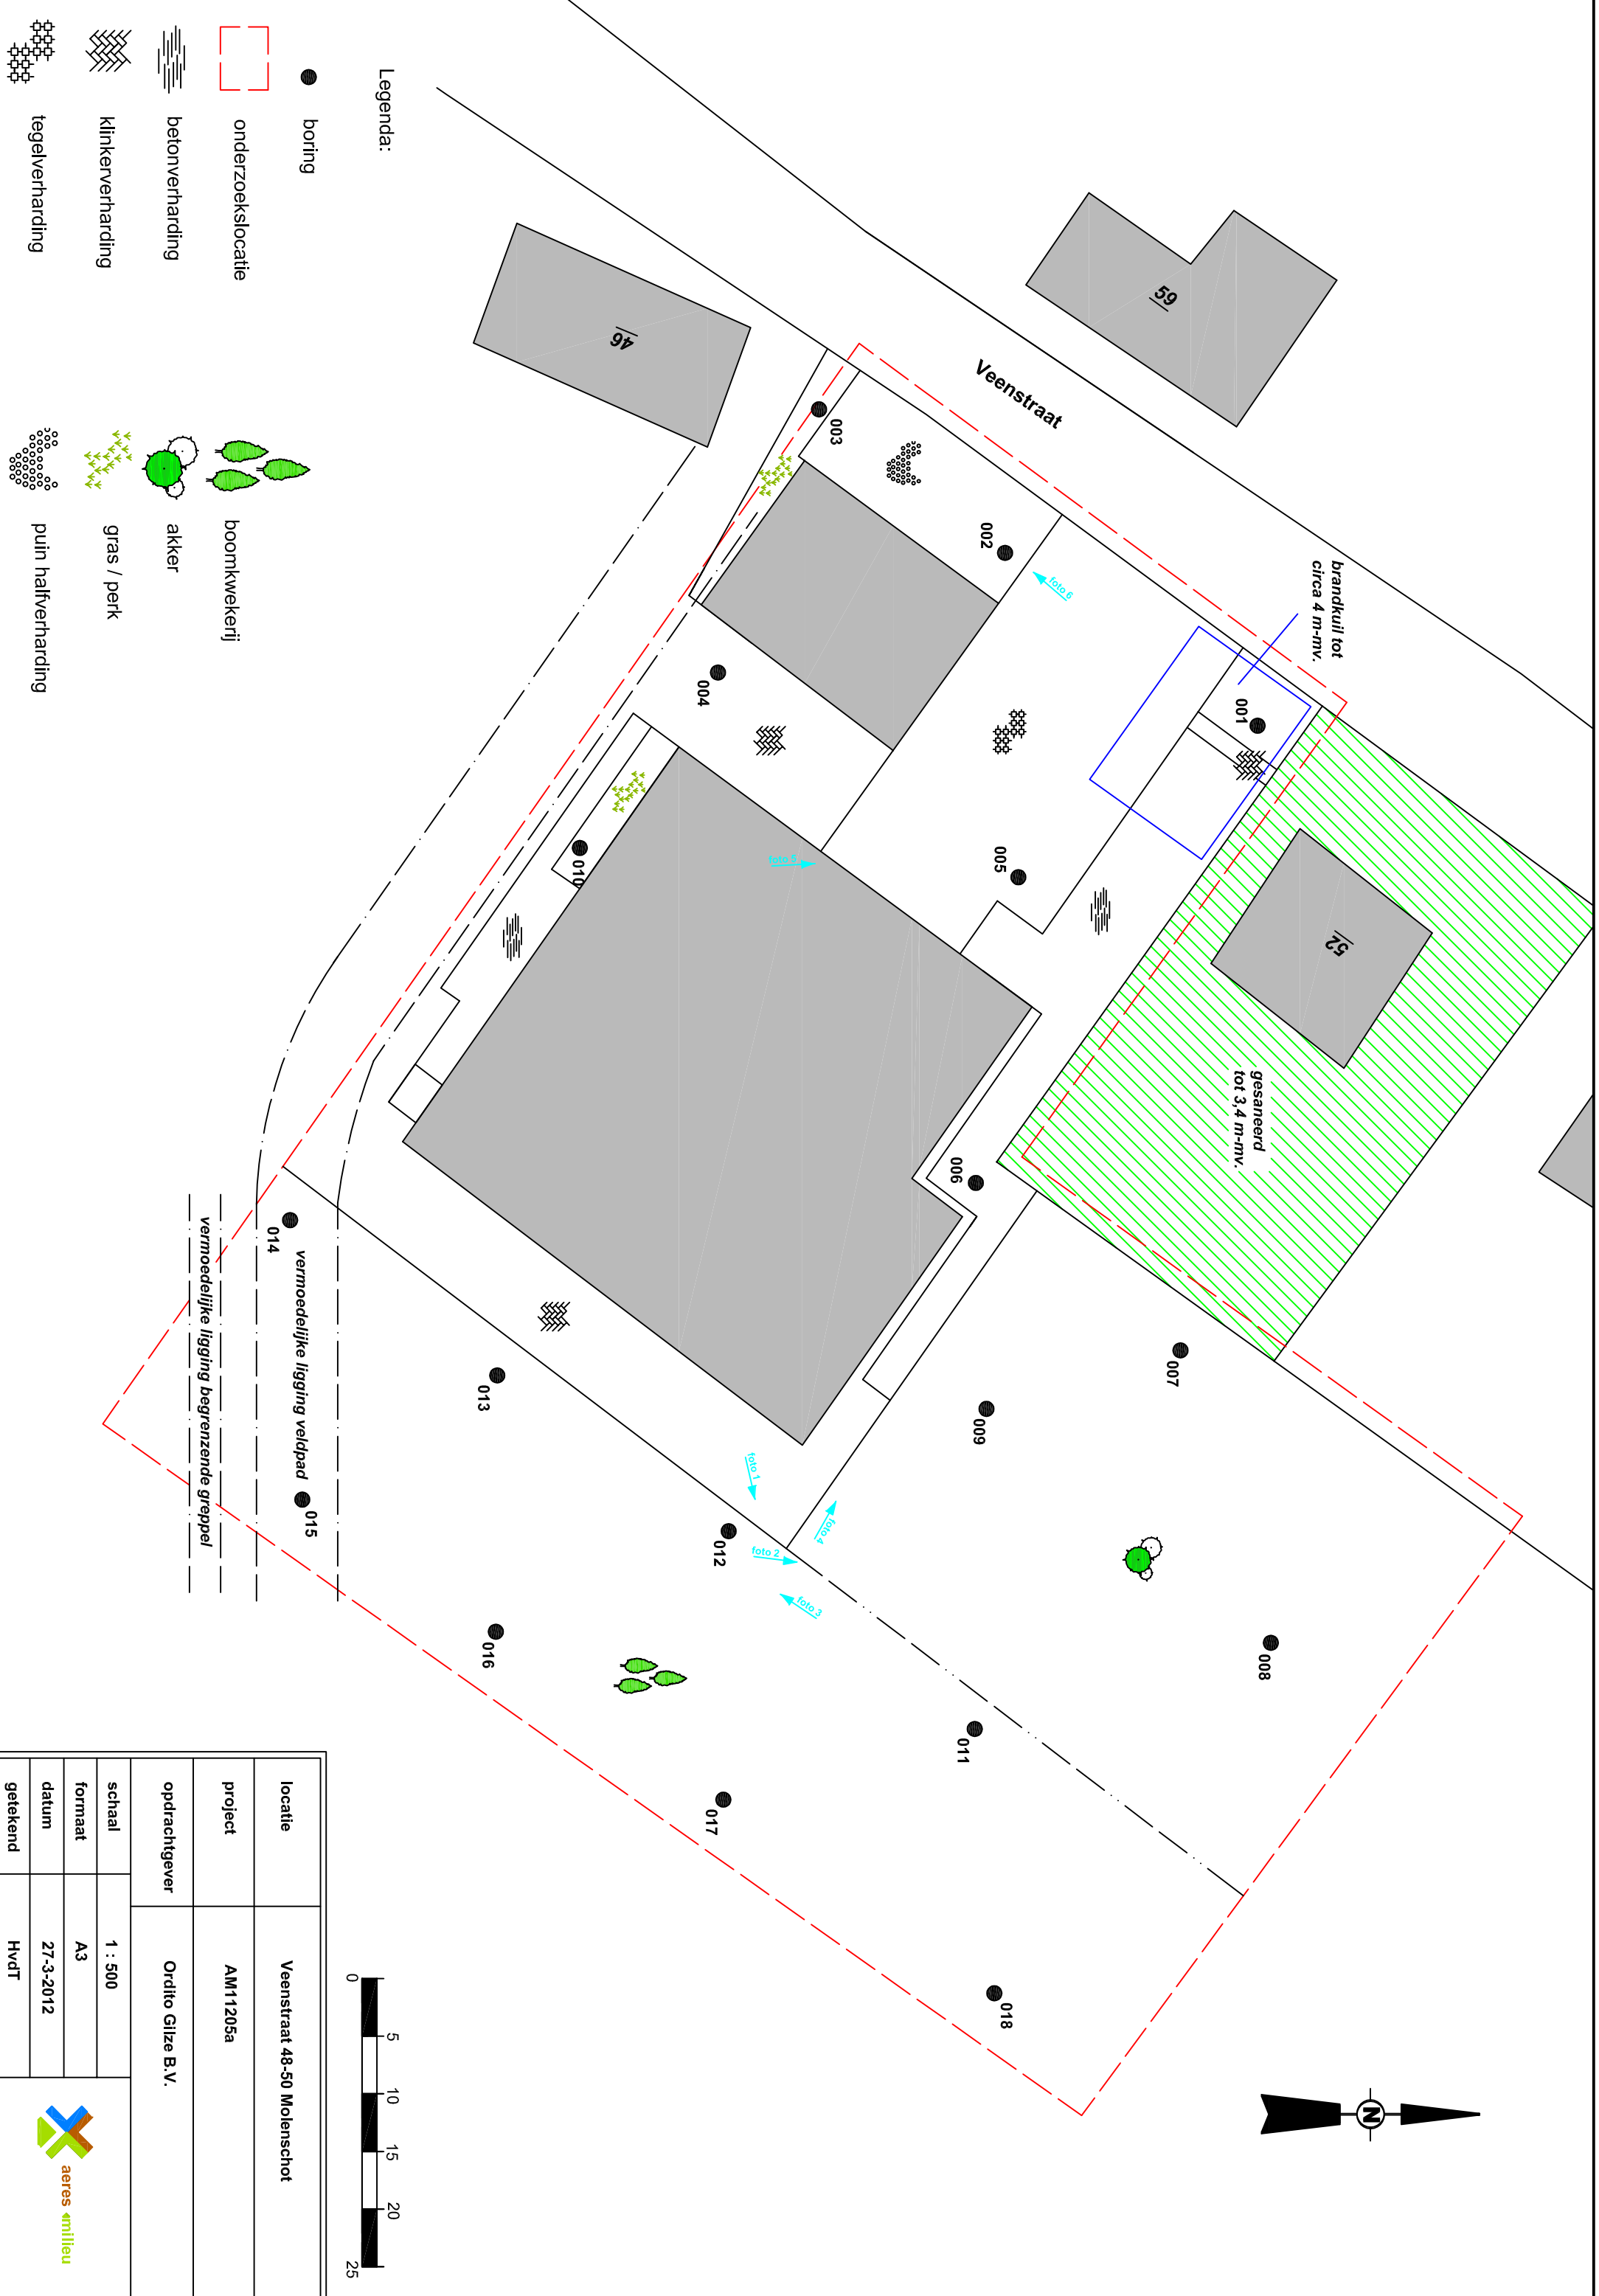 Veenstraat
59
46
52
brandkuil tot
circa 4 m-mv.
gesaneerd
tot 3,4 m-mv.
001
002
003
004
005
006
007
008
009
010
011
012
013
014
015
016
017
018
foto 1
foto 2
foto 3
foto 4
foto 5
foto 6
vermoedelijke ligging veldpad
vermoedelijke ligging begrenzende greppel
N
Legenda:
boring
onderzoekslocatie
betonverharding
klinkerverharding
tegelverharding
boomkwekerij
akker
gras / perk
puin halfverharding
0 5 10 15 20 25
locatie Veenstraat 48-50 Molenschot
project AM11205a
opdrachtgever Ordito Gilze B.V.
schaal 1 : 500
formaat A3
datum 27-3-2012
getekend HvdT
aeres milieu